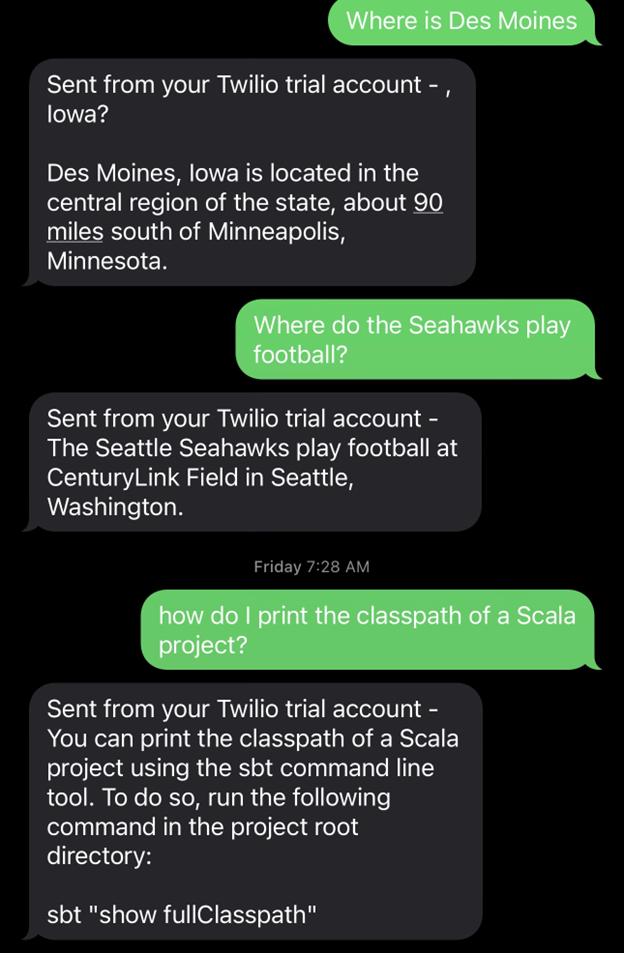 Where is Des Moines
Sent from your Twilio trial account - ,
Iowa?
Des Moines, Iowa is located in the
central region of the state, about 90
miles south of Minneapolis,
Minnesota.
Where do the Seahawks play
football?
Sent from your Twilio trial account -
The Seattle Seahawks play football at
CenturyLink Field in Seattle,
Washington.
Friday 7:28 AM
how do I print the classpath of a Scala
project?
Sent from your Twilio trial account -
You can print the classpath of a Scala
project using the sbt command line
tool. To do so, run the following
command in the project root
directory:
sbt "show fullClasspath"